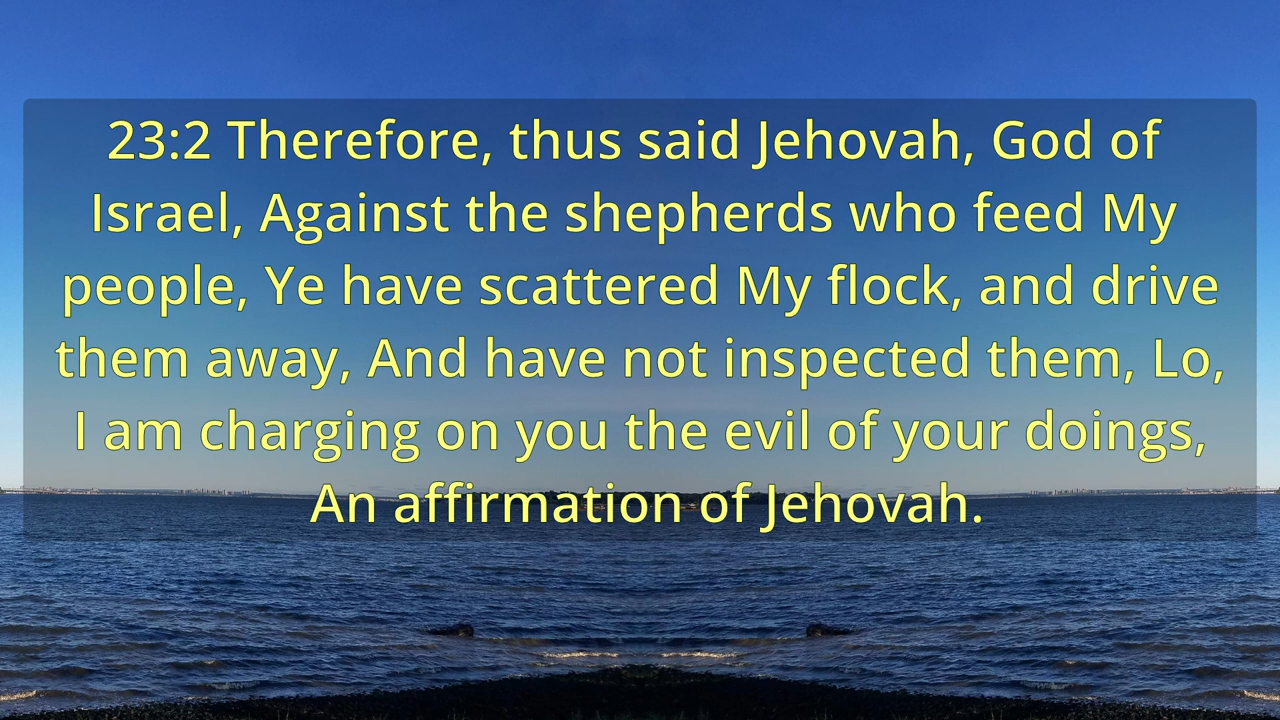 23:2 Therefore, thus said Jehovah, God of
Israel, Against the shepherds who feed My
people, Ye have scattered My flock, and drive
them away, And have not inspected them, Lo,
I am charging on you the evil of your doings,
An affirmation of Jehovah.